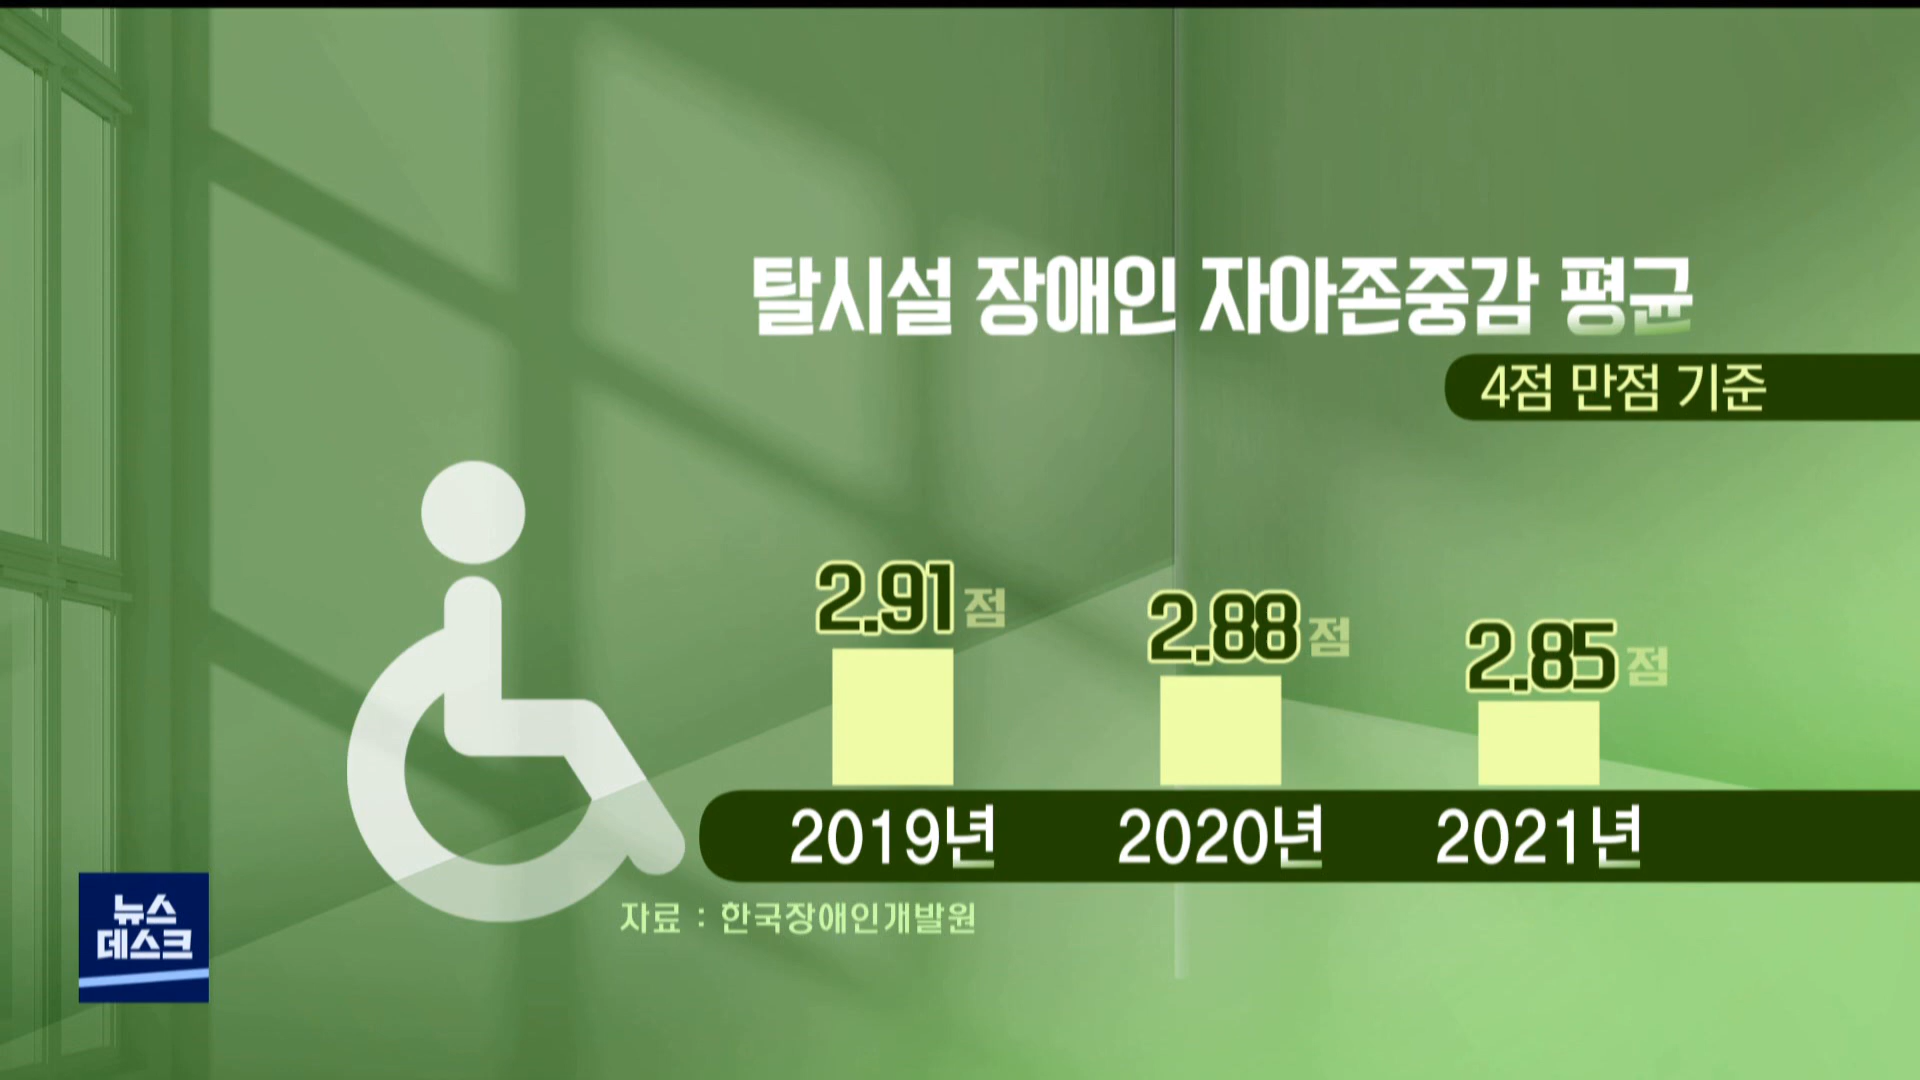 탈시설 장애인 자아존중감 평균
4점 만점 기준
2.91점
2.88점
2.85점
2019년
2020년
2021년
자료 : 한국장애인개발원
뉴스
데스크